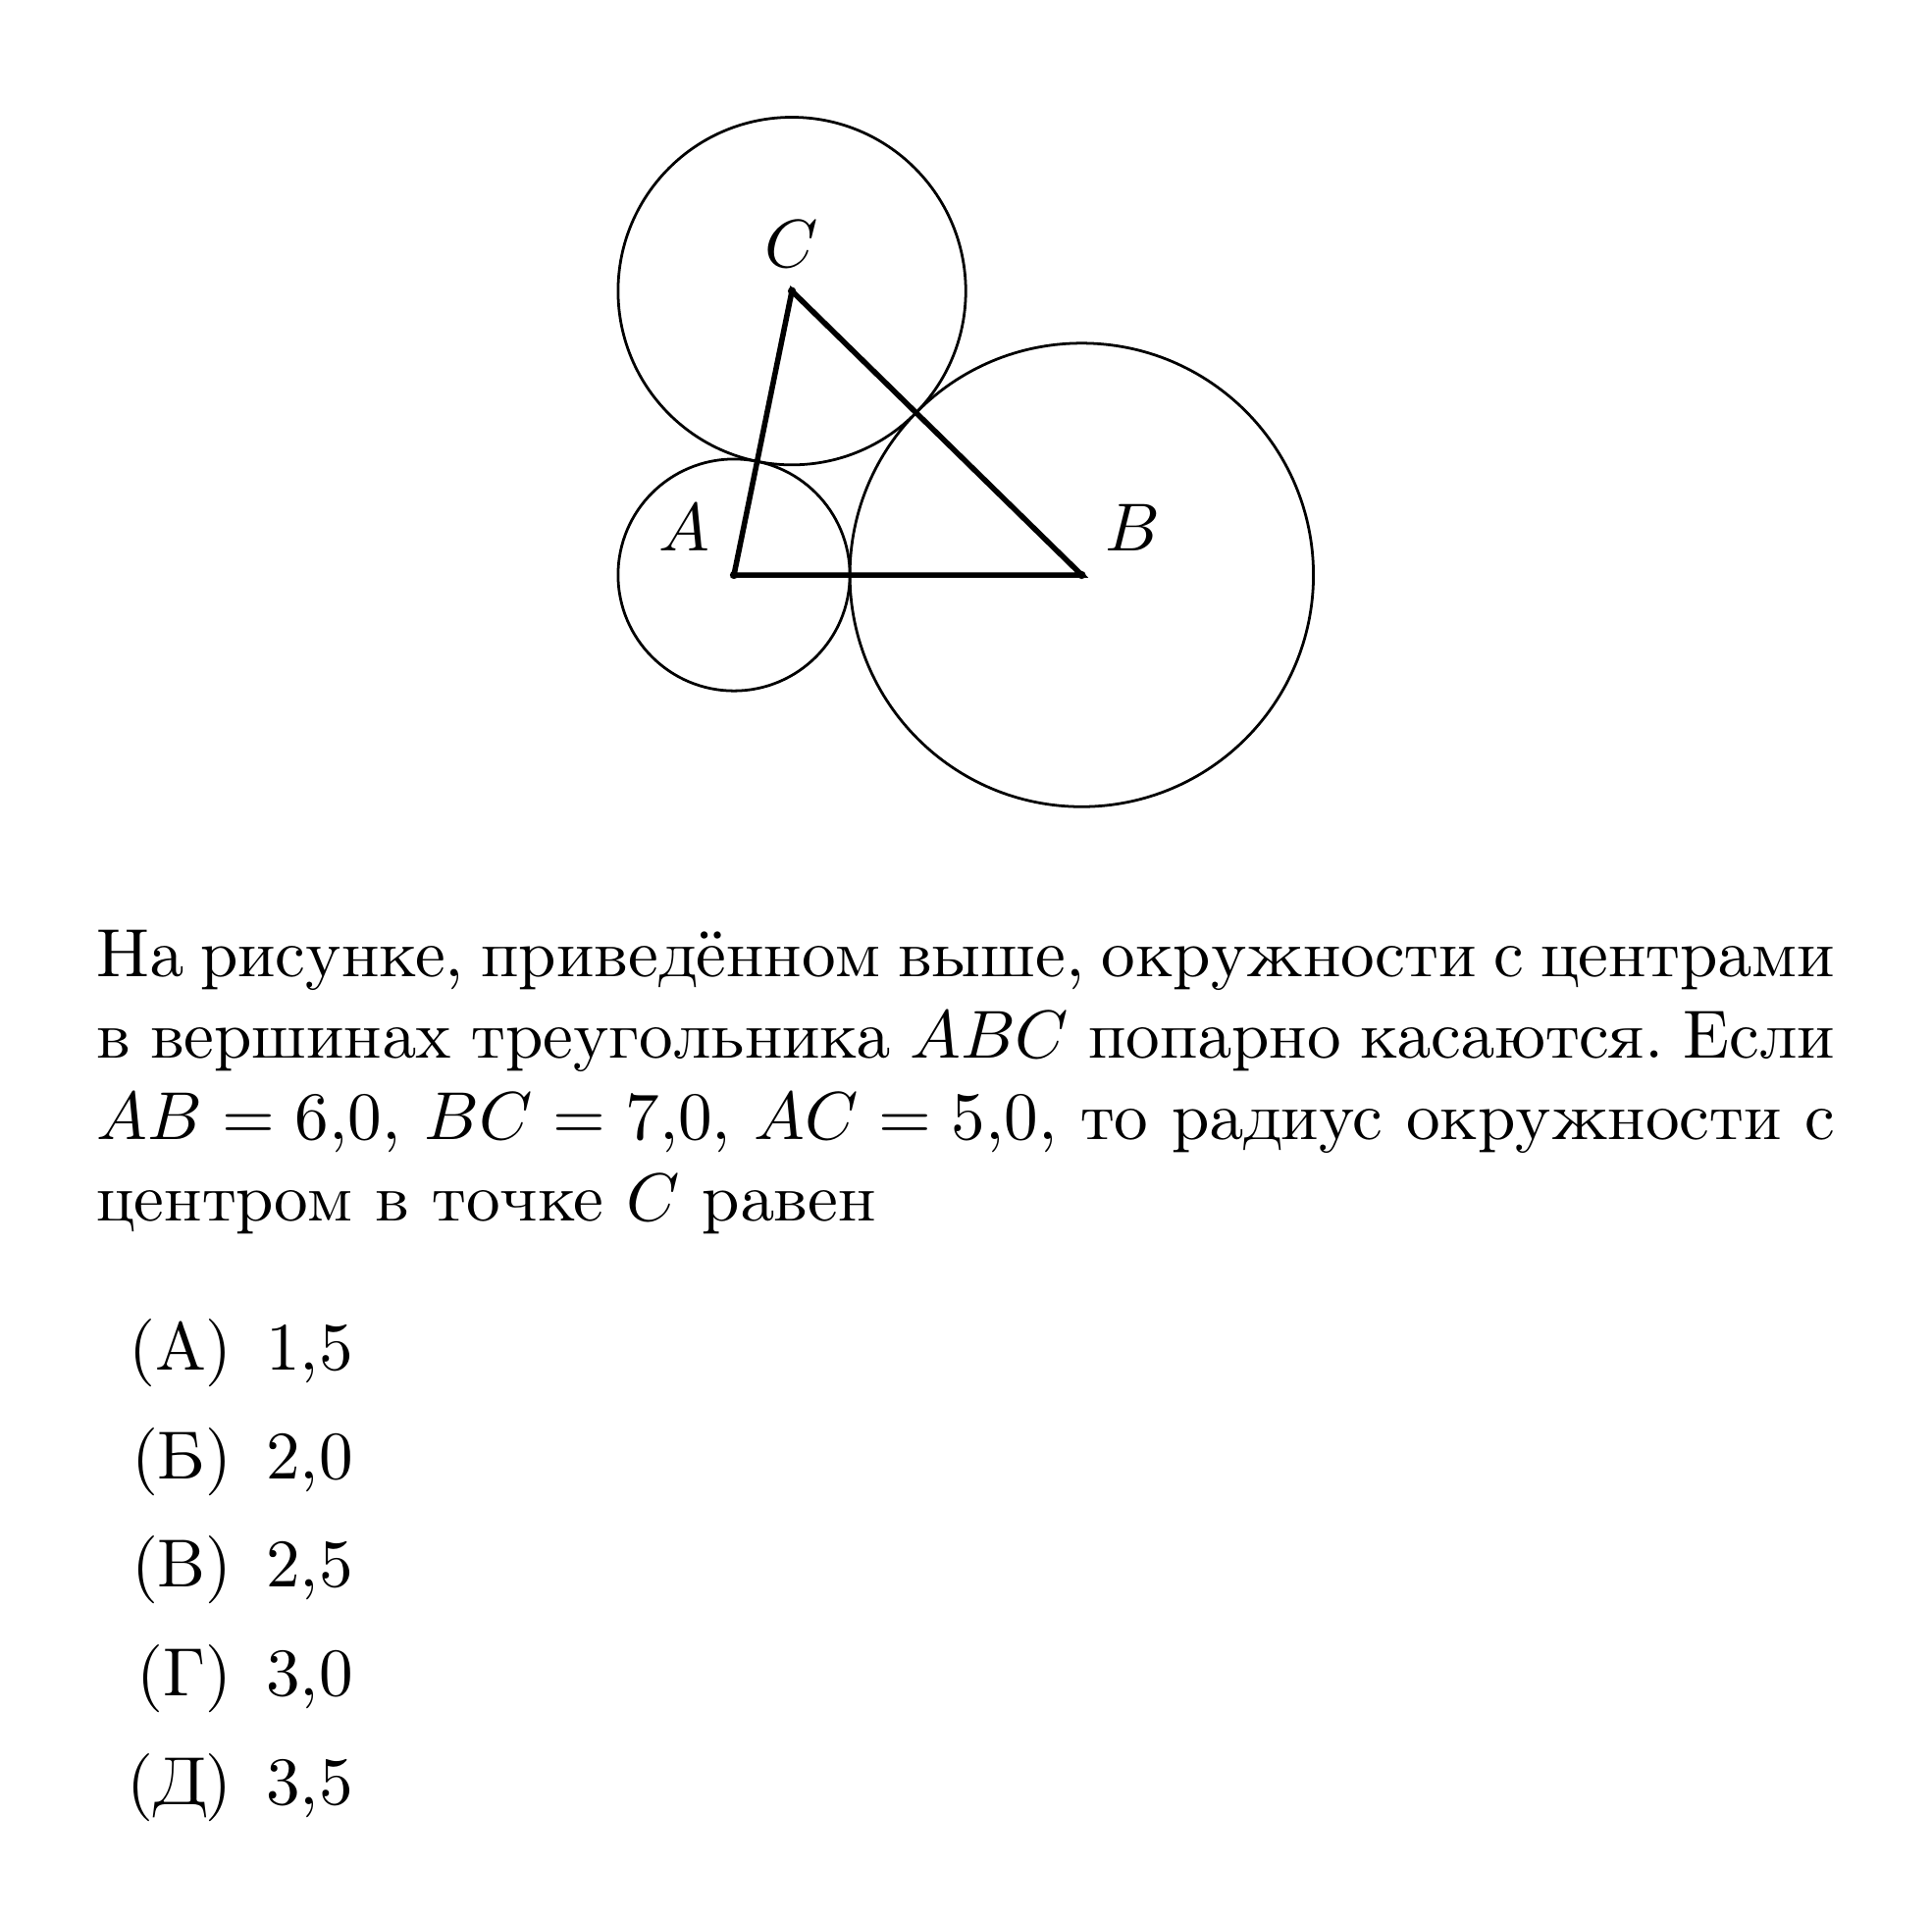 C
A
B
На рисунке, приведённом выше, окружности с центрами
в вершинах треугольника ABC попарно касаются. Если
AB = 6,0, BC = 7,0, AC = 5,0, то радиус окружности с
центром в точке C равен
(А) 1,5
(Б) 2,0
(В) 2,5
(Г) 3,0
(Д) 3,5